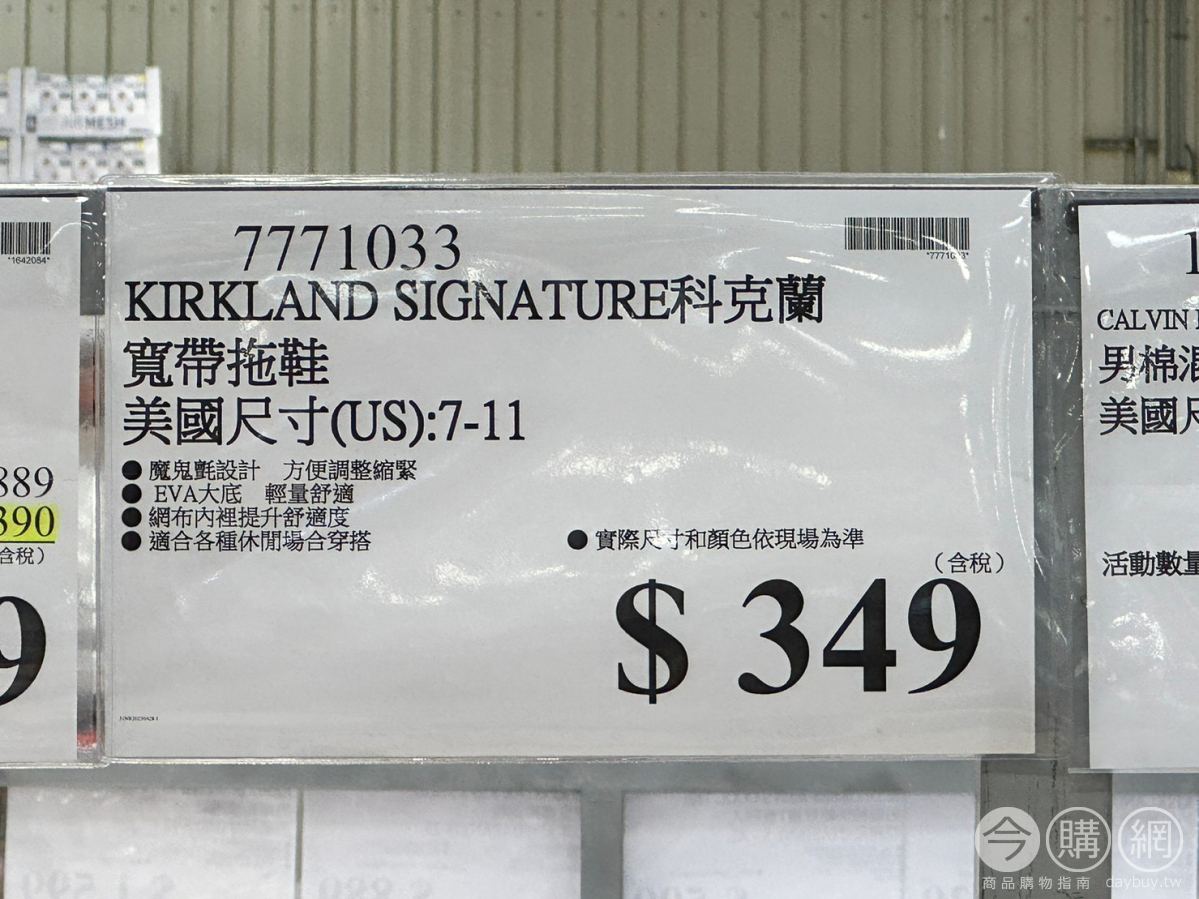 MESH
*1642084*
889
390
含稅）
9
7771033
*7771033*
KIRKLAND SIGNATURE科克蘭
寬帶拖鞋
美國尺寸(US):7-11
● 魔鬼氈設計　方便調整縮緊
● EVA大底　輕量舒適
● 網布內裡提升舒適度
● 適合各種休閒場合穿搭
● 實際尺寸和顏色依現場為準
（含稅）
$ 349
1
CALVIN
男棉混
美國尺
活動數量
今購網
商品購物指南 daybuy.tw